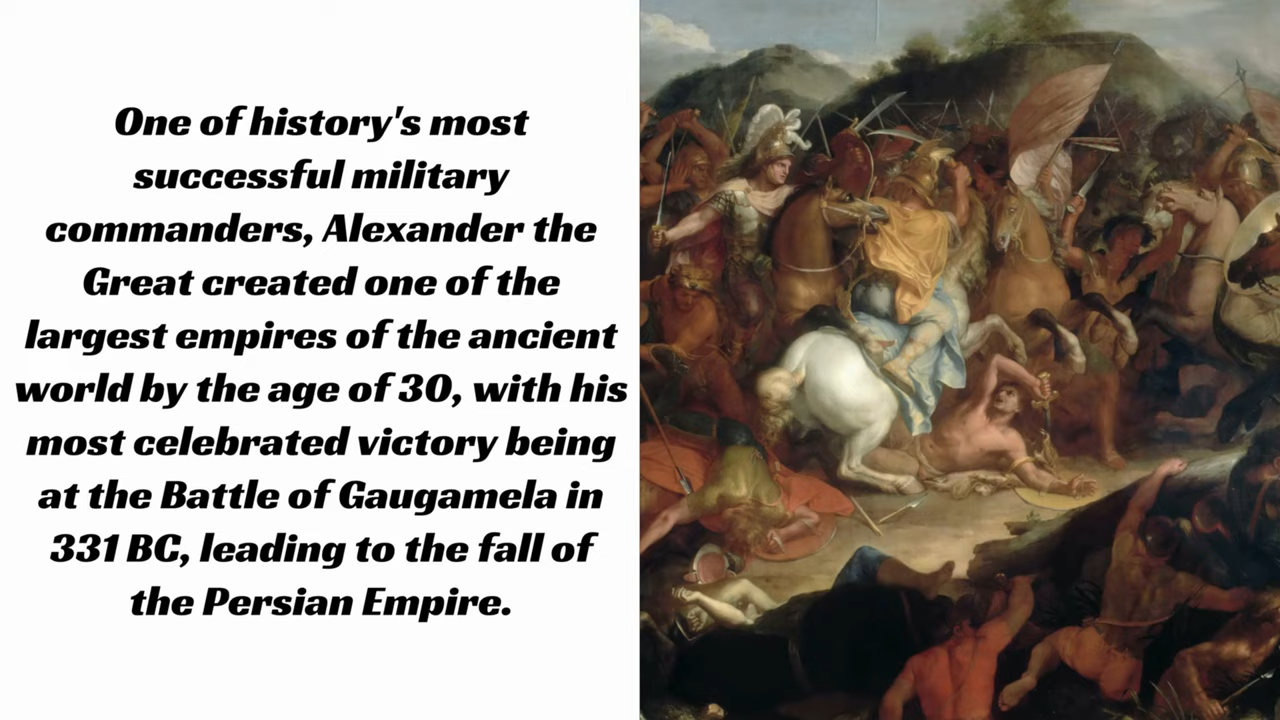 One of history's most
successful military
commanders, Alexander the
Great created one of the
largest empires of the ancient
world by the age of 30, with his
most celebrated victory being
at the Battle of Gaugamela in
331 BC, leading to the fall of
the Persian Empire.